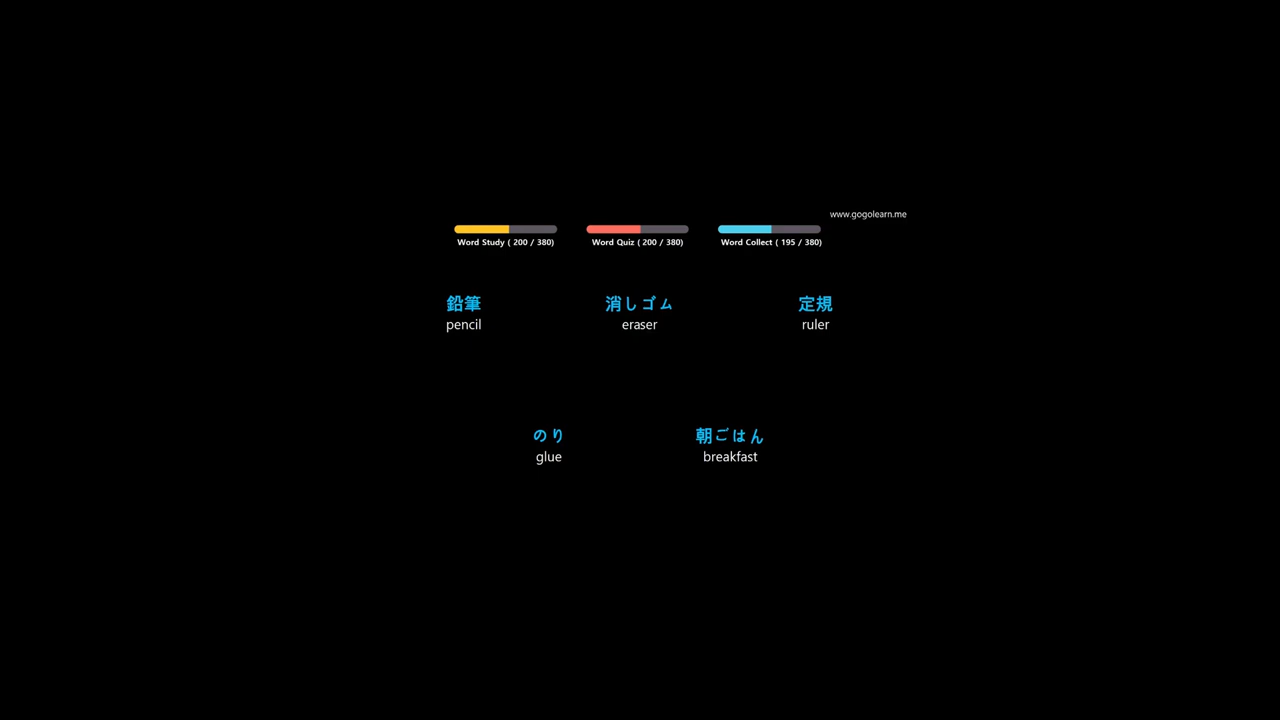 www.gogolearn.me
Word Study ( 200 / 380)
Word Quiz ( 200 / 380)
Word Collect ( 195 / 380)
鉛筆
pencil
消しゴム
eraser
定規
ruler
のり
glue
朝ごはん
breakfast